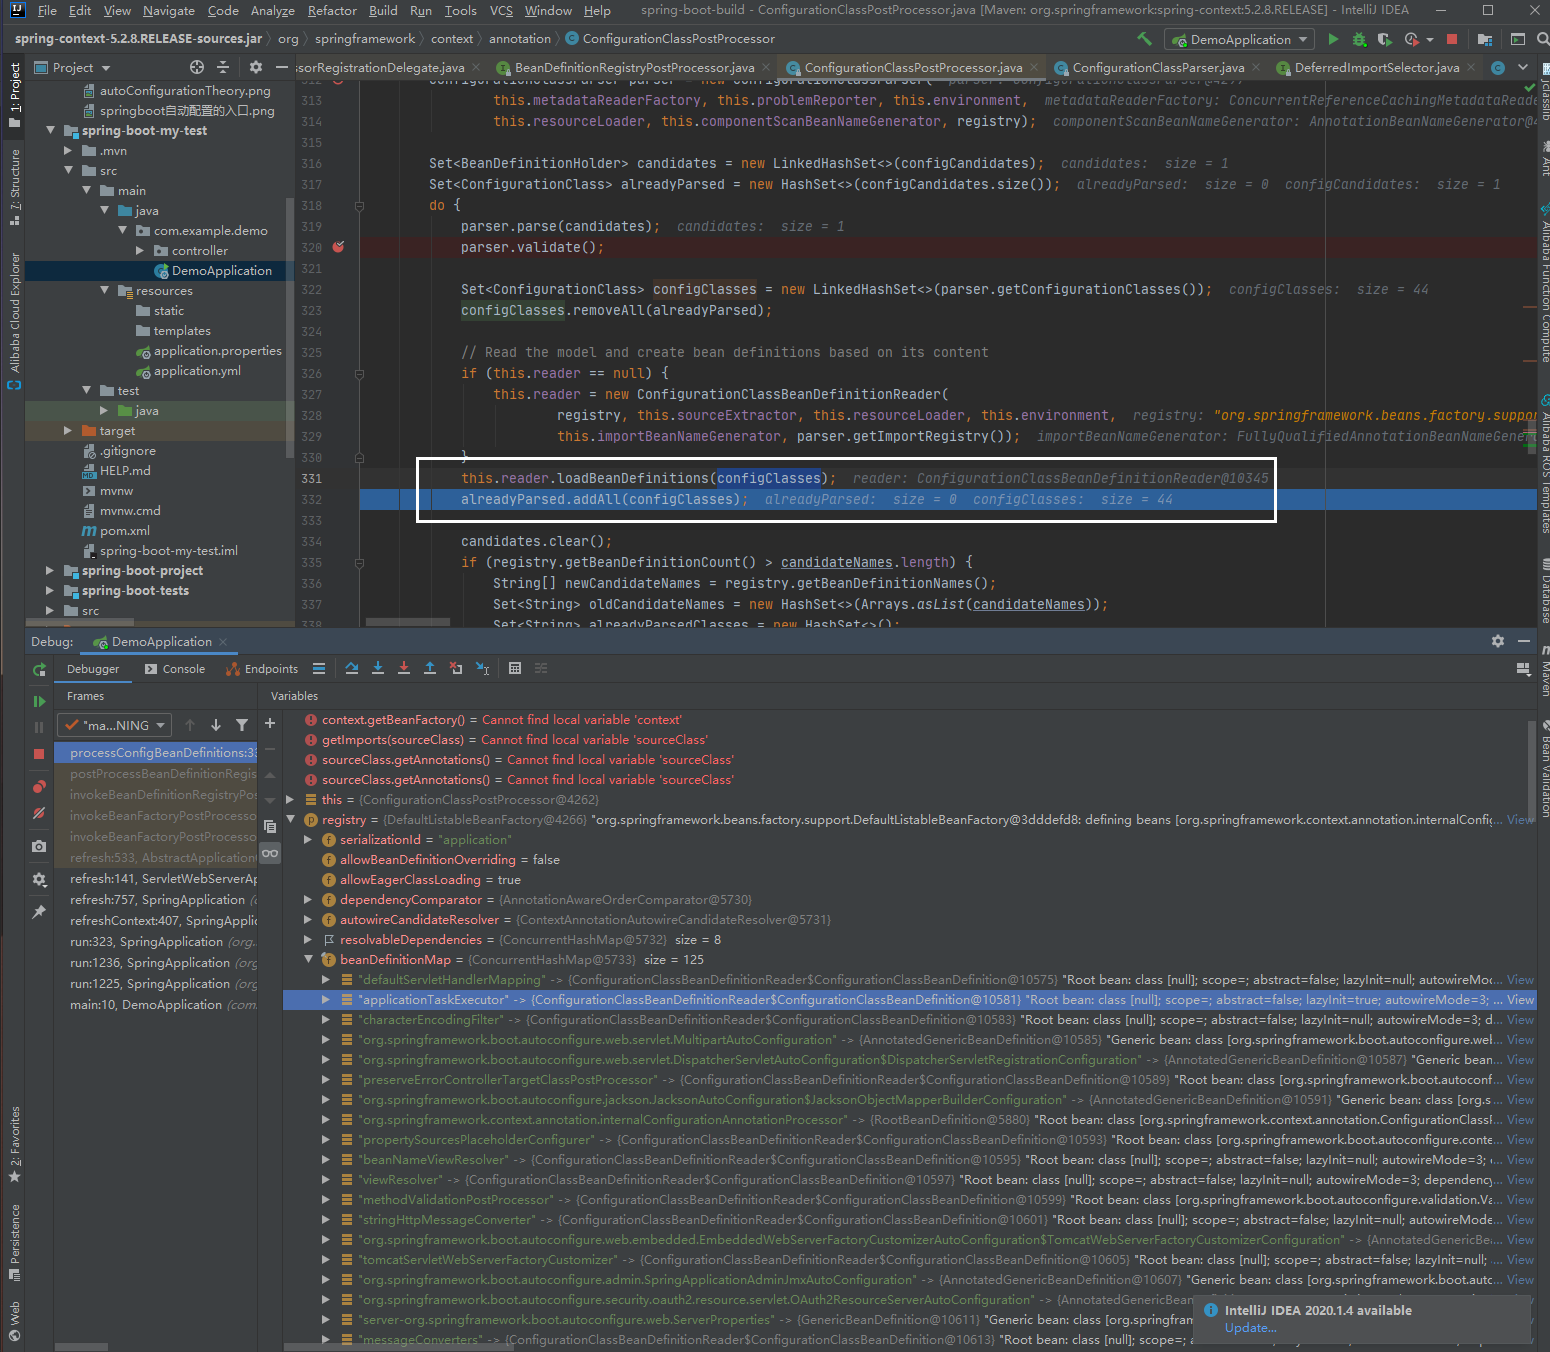 File Edit View Navigate Code Analyze Refactor Build Run Tools VCS Window Help spring-boot-build - ConfigurationClassPostProcessor.java [Maven: org.springframework:spring-context:5.2.8.RELEASE] - IntelliJ IDEA
spring-context-5.2.8.RELEASE-sources.jar org springframework context annotation ConfigurationClassPostProcessor DemoApplication
Project ssorRegistrationDelegate.java BeanDefinitionRegistryPostProcessor.java ConfigurationClassPostProcessor.java ConfigurationClassParser.java DeferredImportSelector.java
1: Project
7: Structure
Alibaba Cloud Explorer
2: Favorites
Persistence
Web
autoConfigurationTheory.png
springboot自动配置的入口.png
spring-boot-my-test
.mvn
src
main
java
com.example.demo
controller
DemoApplication
resources
static
templates
application.properties
application.yml
test
java
target
.gitignore
HELP.md
mvnw
mvnw.cmd
pom.xml
spring-boot-my-test.iml
spring-boot-project
spring-boot-tests
src
313 this.metadataReaderFactory, this.problemReporter, this.environment, metadataReaderFactory: ConcurrentReferenceCachingMetadataReade
314 this.resourceLoader, this.componentScanBeanNameGenerator, registry); componentScanBeanNameGenerator: AnnotationBeanNameGenerator@4
315
316 Set<BeanDefinitionHolder> candidates = new LinkedHashSet<>(configCandidates); candidates: size = 1
317 Set<ConfigurationClass> alreadyParsed = new HashSet<>(configCandidates.size()); alreadyParsed: size = 0 configCandidates: size = 1
318 do {
319 parser.parse(candidates); candidates: size = 1
320 parser.validate();
321
322 Set<ConfigurationClass> configClasses = new LinkedHashSet<>(parser.getConfigurationClasses()); configClasses: size = 44
323 configClasses.removeAll(alreadyParsed);
324
325 // Read the model and create bean definitions based on its content
326 if (this.reader == null) {
327 this.reader = new ConfigurationClassBeanDefinitionReader(
328 registry, this.sourceExtractor, this.resourceLoader, this.environment, registry: "org.springframework.beans.factory.suppor
329 this.importBeanNameGenerator, parser.getImportRegistry()); importBeanNameGenerator: FullyQualifiedAnnotationBeanNameGene
330 }
331 this.reader.loadBeanDefinitions(configClasses); reader: ConfigurationClassBeanDefinitionReader@10345
332 alreadyParsed.addAll(configClasses); alreadyParsed: size = 0 configClasses: size = 44
333
334 candidates.clear();
335 if (registry.getBeanDefinitionCount() > candidateNames.length) {
336 String[] newCandidateNames = registry.getBeanDefinitionNames();
337 Set<String> oldCandidateNames = new HashSet<>(Arrays.asList(candidateNames));
338 Set<String> alreadyParsedClasses = new HashSet<>();
jclasslib
Ant
Alibaba Function Compute
Alibaba ROS Templates
Database
Maven
Bean Validation
Debug: DemoApplication
Debugger Console Endpoints
Frames Variables
"ma...NING
processConfigBeanDefinitions:33
postProcessBeanDefinitionRegis
invokeBeanDefinitionRegistryPos
invokeBeanFactoryPostProcesso
invokeBeanFactoryPostProcesso
refresh:533, AbstractApplication
refresh:141, ServletWebServerAp
refresh:757, SpringApplication (o
refreshContext:407, SpringApplic
run:323, SpringApplication (org.
run:1236, SpringApplication (org
run:1225, SpringApplication (org
main:10, DemoApplication (com.
context.getBeanFactory() = Cannot find local variable 'context'
getImports(sourceClass) = Cannot find local variable 'sourceClass'
sourceClass.getAnnotations() = Cannot find local variable 'sourceClass'
sourceClass.getAnnotations() = Cannot find local variable 'sourceClass'
this = {ConfigurationClassPostProcessor@4262}
registry = {DefaultListableBeanFactory@4266} "org.springframework.beans.factory.support.DefaultListableBeanFactory@3dddefd8: defining beans [org.springframework.context.annotation.internalConfig... View
serializationId = "application"
allowBeanDefinitionOverriding = false
allowEagerClassLoading = true
dependencyComparator = {AnnotationAwareOrderComparator@5730}
autowireCandidateResolver = {ContextAnnotationAutowireCandidateResolver@5731}
resolvableDependencies = {ConcurrentHashMap@5732} size = 8
beanDefinitionMap = {ConcurrentHashMap@5733} size = 125
"defaultServletHandlerMapping" -> {ConfigurationClassBeanDefinitionReader$ConfigurationClassBeanDefinition@10575} "Root bean: class [null]; scope=; abstract=false; lazyInit=null; autowireMo... View
"applicationTaskExecutor" -> {ConfigurationClassBeanDefinitionReader$ConfigurationClassBeanDefinition@10581} "Root bean: class [null]; scope=; abstract=false; lazyInit=true; autowireMode=3; ... View
"characterEncodingFilter" -> {ConfigurationClassBeanDefinitionReader$ConfigurationClassBeanDefinition@10583} "Root bean: class [null]; scope=; abstract=false; lazyInit=null; autowireMode=3; d... View
"org.springframework.boot.autoconfigure.web.servlet.MultipartAutoConfiguration" -> {AnnotatedGenericBeanDefinition@10585} "Generic bean: class [org.springframework.boot.autoconfigure.wel... View
"org.springframework.boot.autoconfigure.web.servlet.DispatcherServletAutoConfiguration$DispatcherServletRegistrationConfiguration" -> {AnnotatedGenericBeanDefinition@10587} "Generic bean... View
"preserveErrorControllerTargetClassPostProcessor" -> {ConfigurationClassBeanDefinitionReader$ConfigurationClassBeanDefinition@10589} "Root bean: class [org.springframework.boot.autoconf... View
"org.springframework.boot.autoconfigure.jackson.JacksonAutoConfiguration$JacksonObjectMapperBuilderConfiguration" -> {AnnotatedGenericBeanDefinition@10591} "Generic bean: class [org.s... View
"org.springframework.context.annotation.internalConfigurationAnnotationProcessor" -> {RootBeanDefinition@5880} "Root bean: class [org.springframework.context.annotation.ConfigurationClassI... View
"propertySourcesPlaceholderConfigurer" -> {ConfigurationClassBeanDefinitionReader$ConfigurationClassBeanDefinition@10593} "Root bean: class [org.springframework.boot.autoconfigure.conte... View
"beanNameViewResolver" -> {ConfigurationClassBeanDefinitionReader$ConfigurationClassBeanDefinition@10595} "Root bean: class [null]; scope=; abstract=false; lazyInit=null; autowireMode=3; ... View
"viewResolver" -> {ConfigurationClassBeanDefinitionReader$ConfigurationClassBeanDefinition@10597} "Root bean: class [null]; scope=; abstract=false; lazyInit=null; autowireMode=3; dependency... View
"methodValidationPostProcessor" -> {ConfigurationClassBeanDefinitionReader$ConfigurationClassBeanDefinition@10599} "Root bean: class [org.springframework.boot.autoconfigure.validation.Va... View
"stringHttpMessageConverter" -> {ConfigurationClassBeanDefinitionReader$ConfigurationClassBeanDefinition@10601} "Root bean: class [null]; scope=; abstract=false; lazyInit=null; autowireMode... View
"org.springframework.boot.autoconfigure.web.embedded.EmbeddedWebServerFactoryCustomizerAutoConfiguration$TomcatWebServerFactoryCustomizerConfiguration" -> {AnnotatedGenericBe... View
"tomcatServletWebServerFactoryCustomizer" -> {ConfigurationClassBeanDefinitionReader$ConfigurationClassBeanDefinition@10605} "Root bean: class [null]; scope=; abstract=false; lazyInit=null; ... View
"org.springframework.boot.autoconfigure.admin.SpringApplicationAdminJmxAutoConfiguration" -> {AnnotatedGenericBeanDefinition@10607} "Generic bean: class [org.springframework.boot.auto... View
"org.springframework.boot.autoconfigure.security.oauth2.resource.servlet.OAuth2ResourceServerAutoConfiguration" -> {AnnotatedGenericBean
"server-org.springframework.boot.autoconfigure.web.ServerProperties" -> {GenericBeanDefinition@10611} "Generic bean: class [org.springfram
"messageConverters" -> {ConfigurationClassBeanDefinitionReader$ConfigurationClassBeanDefinition@10613} "Root bean: class [null]; scope=;
IntelliJ IDEA 2020.1.4 available
Update...